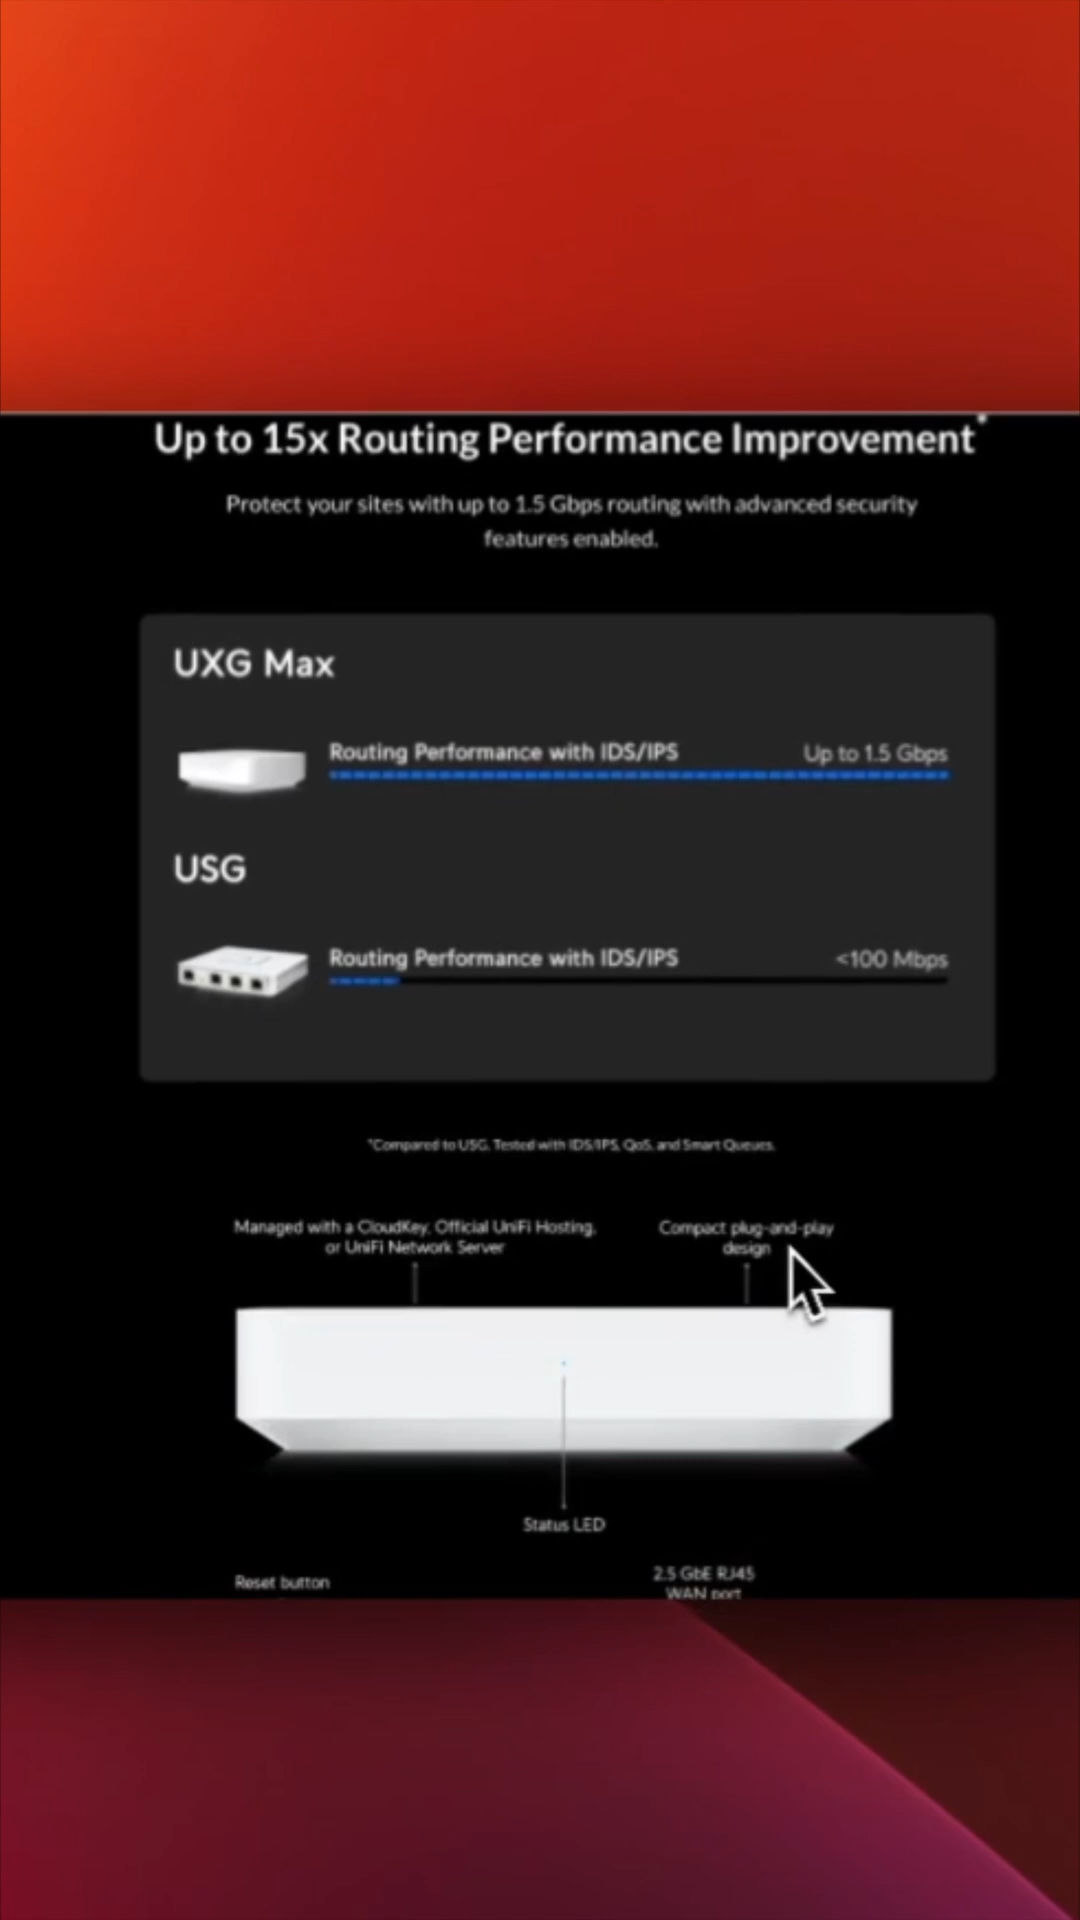 Up to 15x Routing Performance Improvement*
Protect your sites with up to 1.5 Gbps routing with advanced security
features enabled.
UXG Max
Routing Performance with IDS/IPS
Up to 1.5 Gbps
USG
Routing Performance with IDS/IPS
<100 Mbps
*Compared to USG. Tested with IDS/IPS, QoS, and Smart Queues.
Managed with a CloudKey, Official UniFi Hosting,
or UniFi Network Server
Compact plug-and-play
design
Status LED
Reset button
2.5 GbE RJ45
WAN port